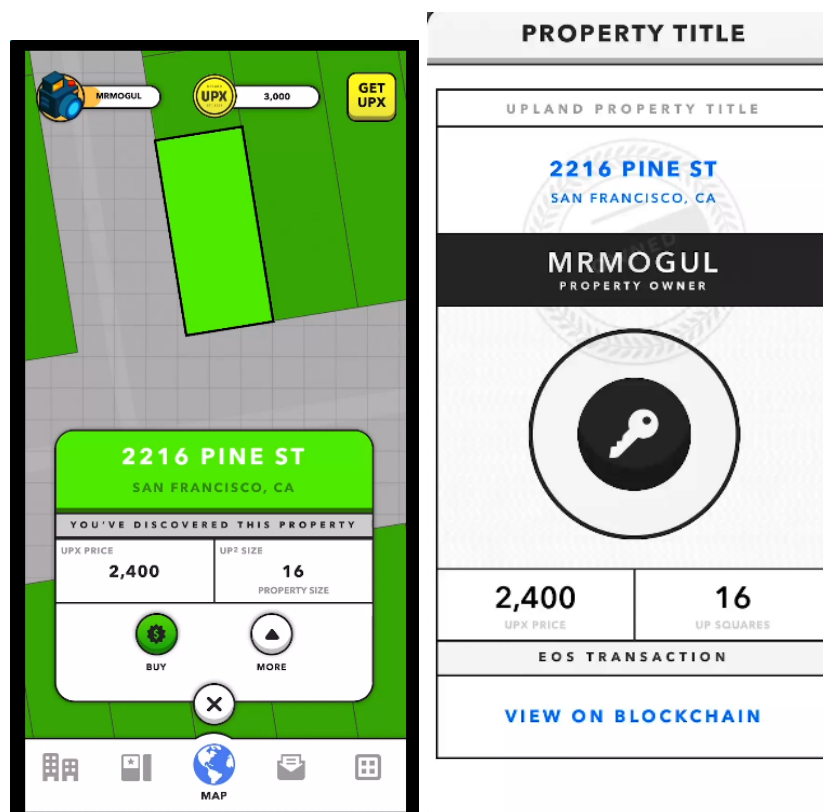 MRMOGUL
UPX
3,000
GET
UPX
2216 PINE ST
SAN FRANCISCO, CA
YOU'VE DISCOVERED THIS PROPERTY
UPX PRICE
2,400
UP² SIZE
16
PROPERTY SIZE
BUY
MORE
MAP
PROPERTY TITLE
UPLAND PROPERTY TITLE
2216 PINE ST
SAN FRANCISCO, CA
MRMOGUL
PROPERTY OWNER
2,400
UPX PRICE
16
UP SQUARES
EOS TRANSACTION
VIEW ON BLOCKCHAIN